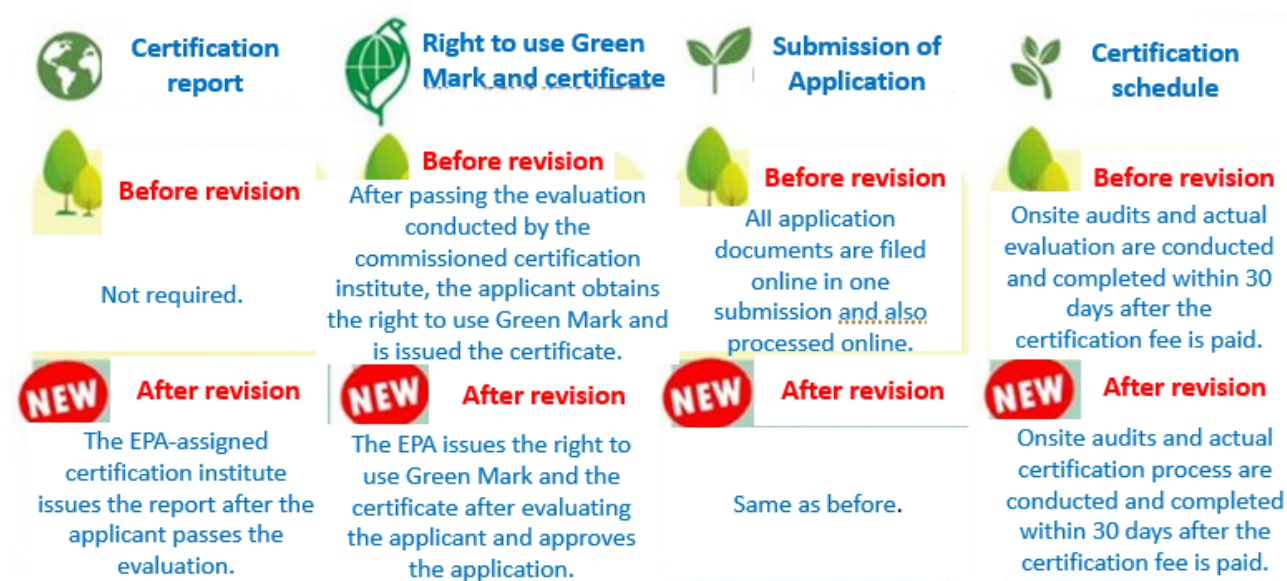 Certification
report
Right to use Green
Mark and certificate
Submission of
Application
Certification
schedule
Before revision
Not required.
Before revision
After passing the evaluation
conducted by the
commissioned certification
institute, the applicant obtains
the right to use Green Mark and
is issued the certificate.
Before revision
All application
documents are filed
online in one
submission and also
processed online.
Before revision
Onsite audits and actual
evaluation are conducted
and completed within 30
days after the
certification fee is paid.
NEW
After revision
The EPA-assigned
certification institute
issues the report after the
applicant passes the
evaluation.
NEW
After revision
The EPA issues the right to
use Green Mark and the
certificate after evaluating
the applicant and approves
the application.
NEW
After revision
Same as before.
NEW
After revision
Onsite audits and actual
certification process are
conducted and completed
within 30 days after the
certification fee is paid.